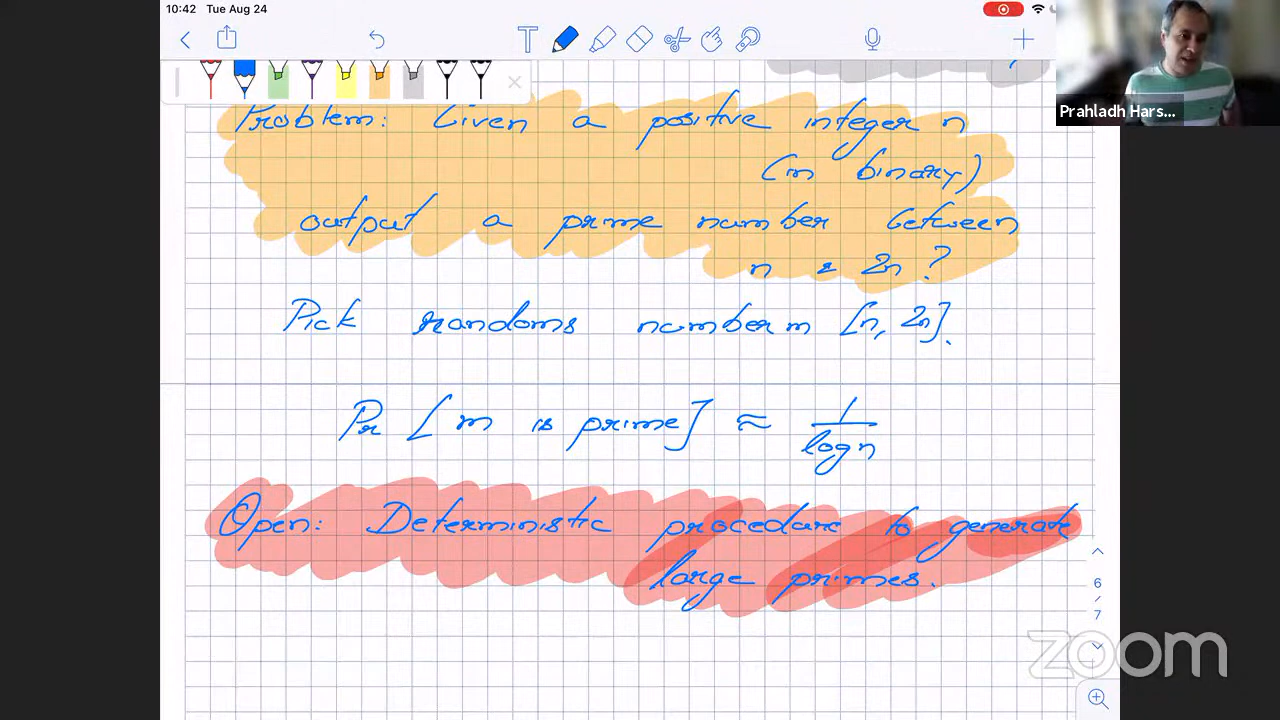 10:42 Tue Aug 24
Prahladh Hars...
Problem: Given a positive integer n
(in binary)
output a prime number between
n & 2n ?
Pick randoms number m [n, 2n].
Pr [m is prime] ≈ 1/log n
Open: Deterministic procedure to generate
large primes.
6
/
7
zoom